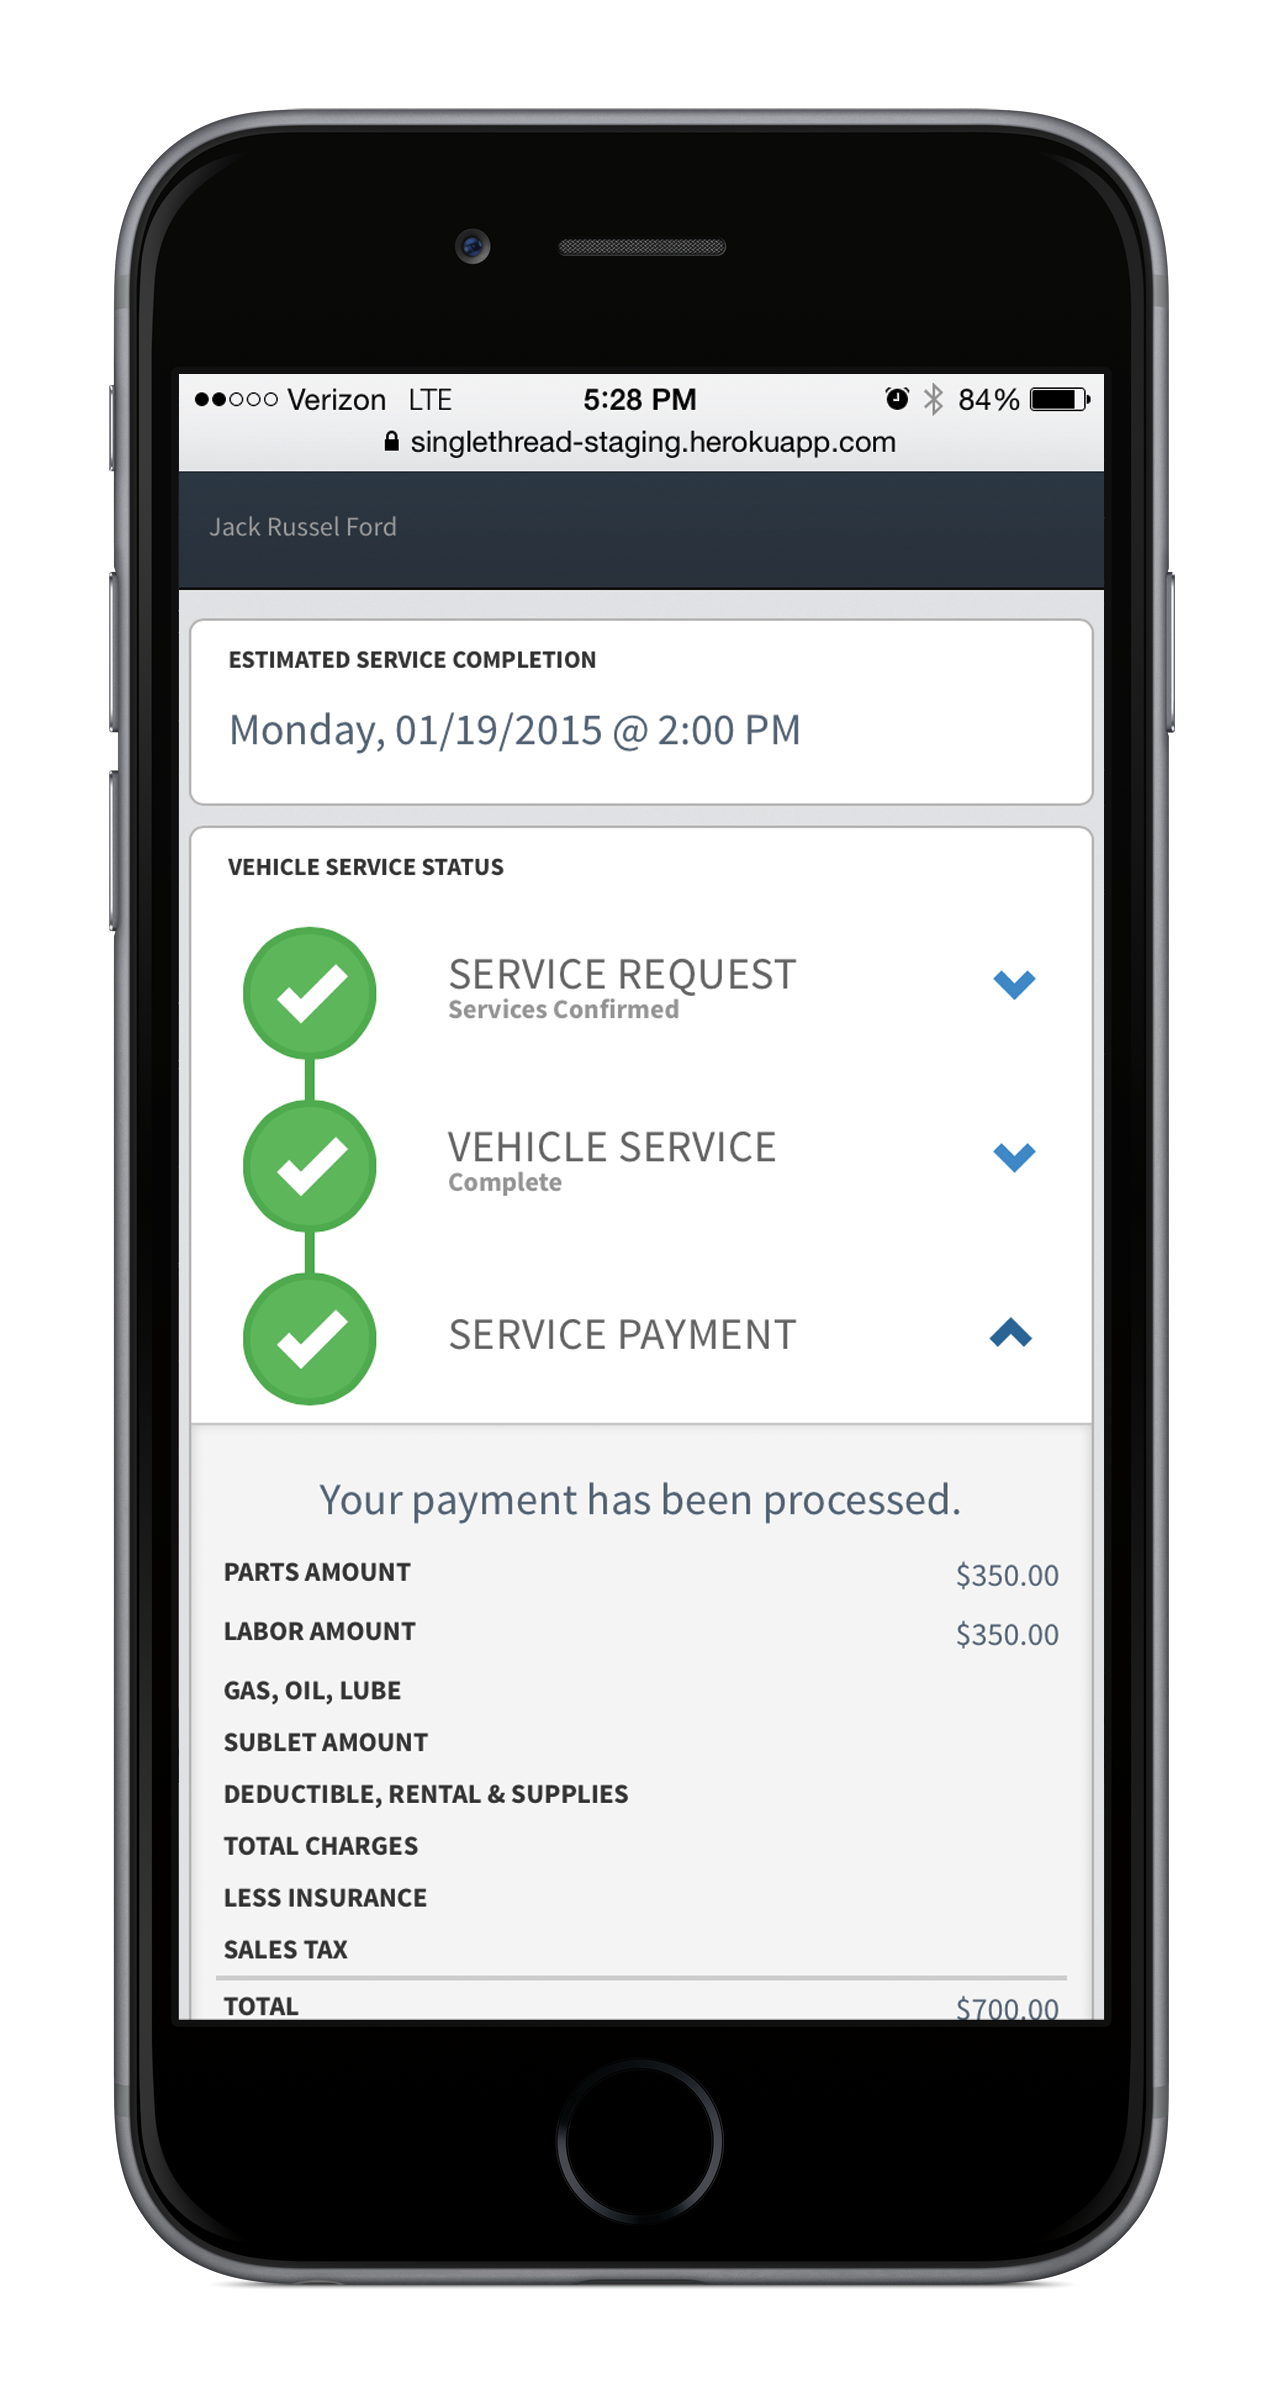 Verizon LTE 5:28 PM 84%
singlethread-staging.herokuapp.com
Jack Russel Ford
ESTIMATED SERVICE COMPLETION
Monday, 01/19/2015 @ 2:00 PM
VEHICLE SERVICE STATUS
SERVICE REQUEST
Services Confirmed
VEHICLE SERVICE
Complete
SERVICE PAYMENT
Your payment has been processed.
PARTS AMOUNT $350.00
LABOR AMOUNT $350.00
GAS, OIL, LUBE
SUBLET AMOUNT
DEDUCTIBLE, RENTAL & SUPPLIES
TOTAL CHARGES
LESS INSURANCE
SALES TAX
TOTAL $700.00